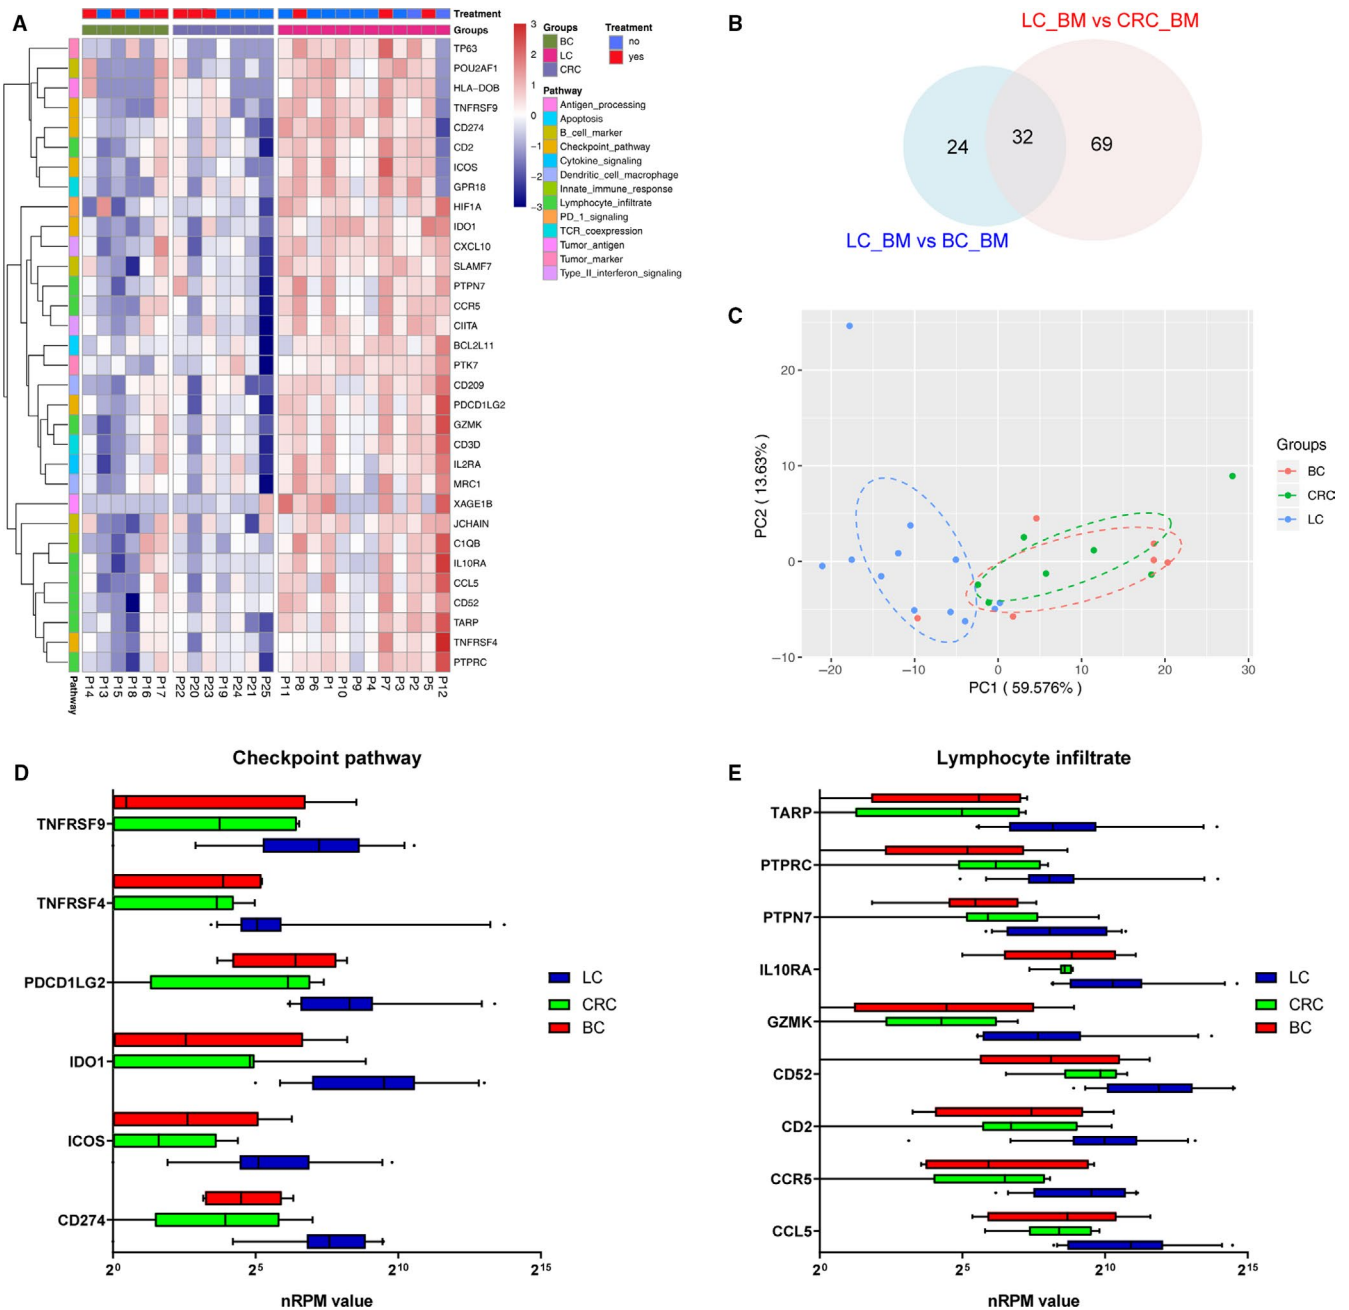 A
Treatment
Groups
TP63
POU2AF1
HLA-DOB
TNFRSF9
CD274
CD2
ICOS
GPR18
HIF1A
IDO1
CXCL10
SLAMF7
PTPN7
CCR5
CIITA
BCL2L11
PTK7
CD209
PDCD1LG2
GZMK
CD3D
IL2RA
MRC1
XAGE1B
JCHAIN
C1QB
IL10RA
CCL5
CD52
TARP
TNFRSF4
PTPRC
Pathway
P14 P13 P15 P18 P16 P17 P22 P20 P23 P19 P24 P21 P25 P11 P8 P6 P1 P10 P9 P4 P7 P3 P2 P5 P12
3
2
1
0
−1
−2
−3
Groups
BC
LC
CRC
Treatment
no
yes
Pathway
Antigen_processing
Apoptosis
B_cell_marker
Checkpoint_pathway
Cytokine_signaling
Dendritic_cell_macrophage
Innate_immune_response
Lymphocyte_infiltrate
PD_1_signaling
TCR_coexpression
Tumor_antigen
Tumor_marker
Type_II_interferon_signaling
B
LC_BM vs CRC_BM
24 32 69
LC_BM vs BC_BM
C
PC2 ( 13.63% )
20
10
0
−10
−20 −10 0 10 20 30
PC1 ( 59.576% )
Groups
BC
CRC
LC
D
Checkpoint pathway
TNFRSF9
TNFRSF4
PDCD1LG2
IDO1
ICOS
CD274
2^0 2^5 2^10 2^15
nRPM value
LC
CRC
BC
E
Lymphocyte infiltrate
TARP
PTPRC
PTPN7
IL10RA
GZMK
CD52
CD2
CCR5
CCL5
2^0 2^5 2^10 2^15
nRPM value
LC
CRC
BC